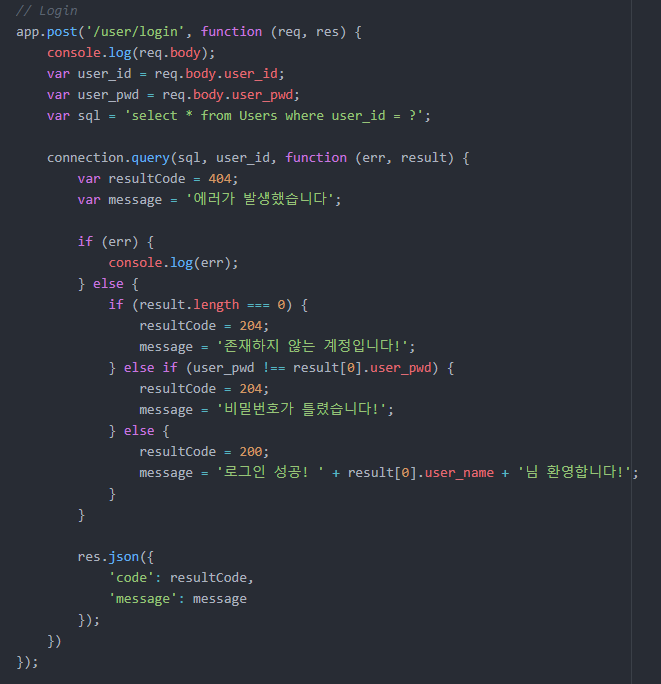 // Login
app.post('/user/login', function (req, res) {
    console.log(req.body);
    var user_id = req.body.user_id;
    var user_pwd = req.body.user_pwd;
    var sql = 'select * from Users where user_id = ?';

    connection.query(sql, user_id, function (err, result) {
        var resultCode = 404;
        var message = '에러가 발생했습니다';

        if (err) {
            console.log(err);
        } else {
            if (result.length === 0) {
                resultCode = 204;
                message = '존재하지 않는 계정입니다!';
            } else if (user_pwd !== result[0].user_pwd) {
                resultCode = 204;
                message = '비밀번호가 틀렸습니다!';
            } else {
                resultCode = 200;
                message = '로그인 성공! ' + result[0].user_name + '님 환영합니다!';
            }
        }

        res.json({
            'code': resultCode,
            'message': message
        });
    })
});